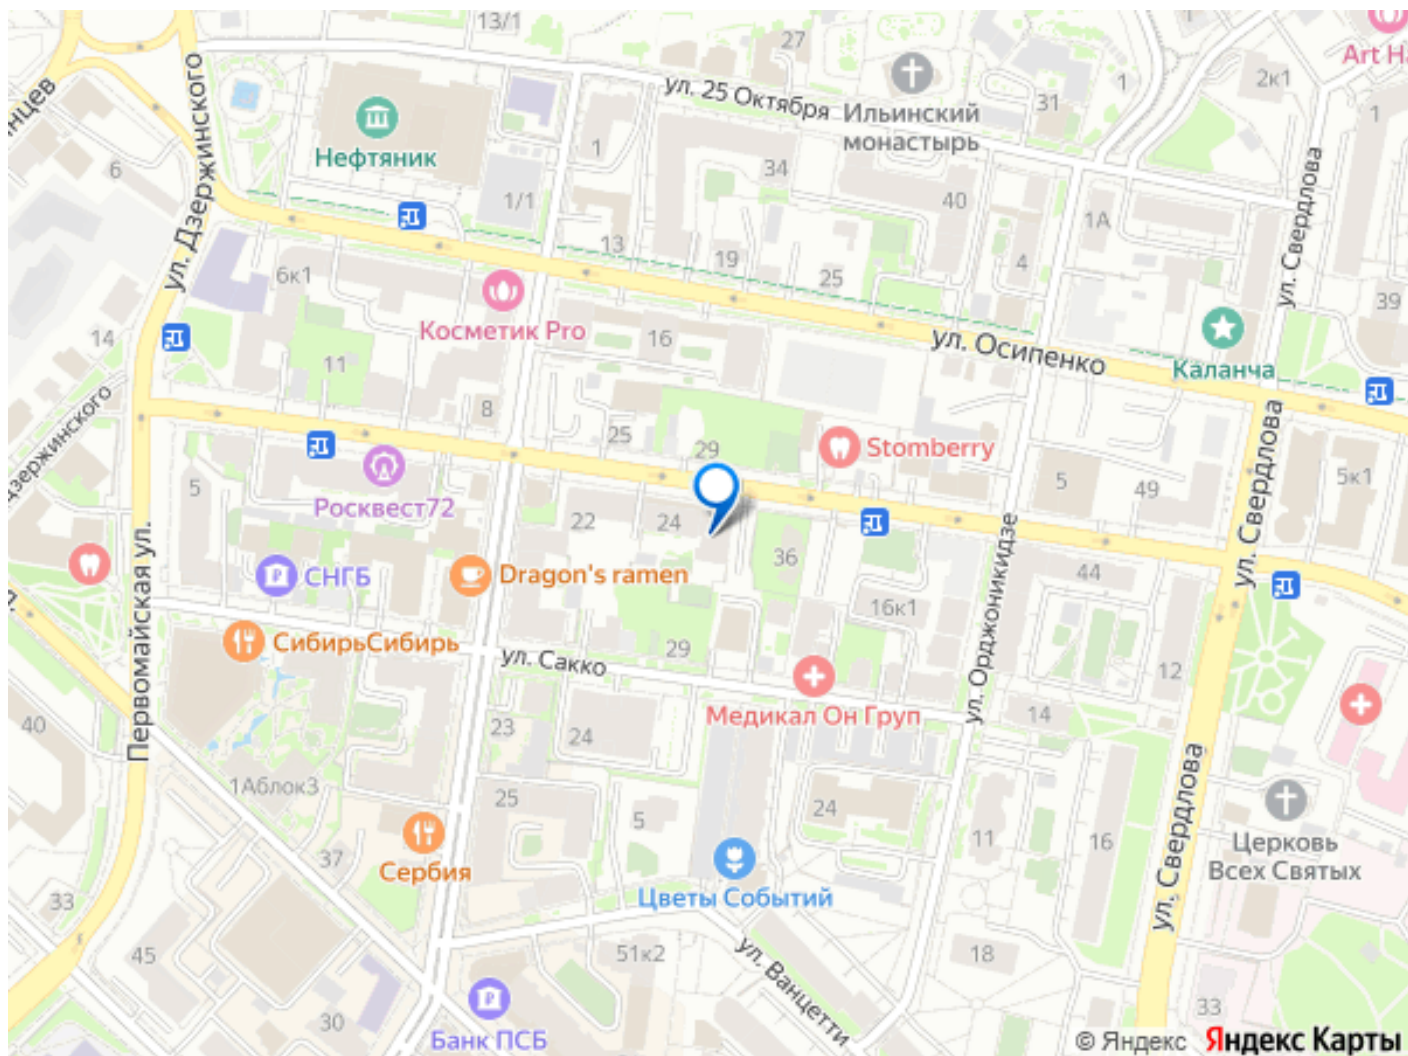 13/1
27
Art На
нцев
ул. Дзержинского
ул. 25 Октября
Ильинский
монастырь
31
1
2к1
1
Нефтяник
6
1
34
1/1
40
1А
ул. Свердлова
13
19
25
4
6к1
39
Косметик Pro
16
ул. Осипенко
Каланча
14
11
8
25
29
Stomberry
дзержинского
Росквест72
5
22
24
36
5
49
5к1
ул. Свердлова
Первомайская ул.
СНГБ
Dragon's ramen
16к1
44
ул. Орджоникидзе
СибирьСибирь
ул. Сакко
29
12
Медикал Он Груп
14
40
23
24
1Аблок3
25
5
24
11
16
ул. Свердлова
37
Сербия
Церковь
Всех Святых
Цветы Событий
33
45
51к2
ул. Ванцетти
18
30
Банк ПСБ
33
© Яндекс Яндекс Карты